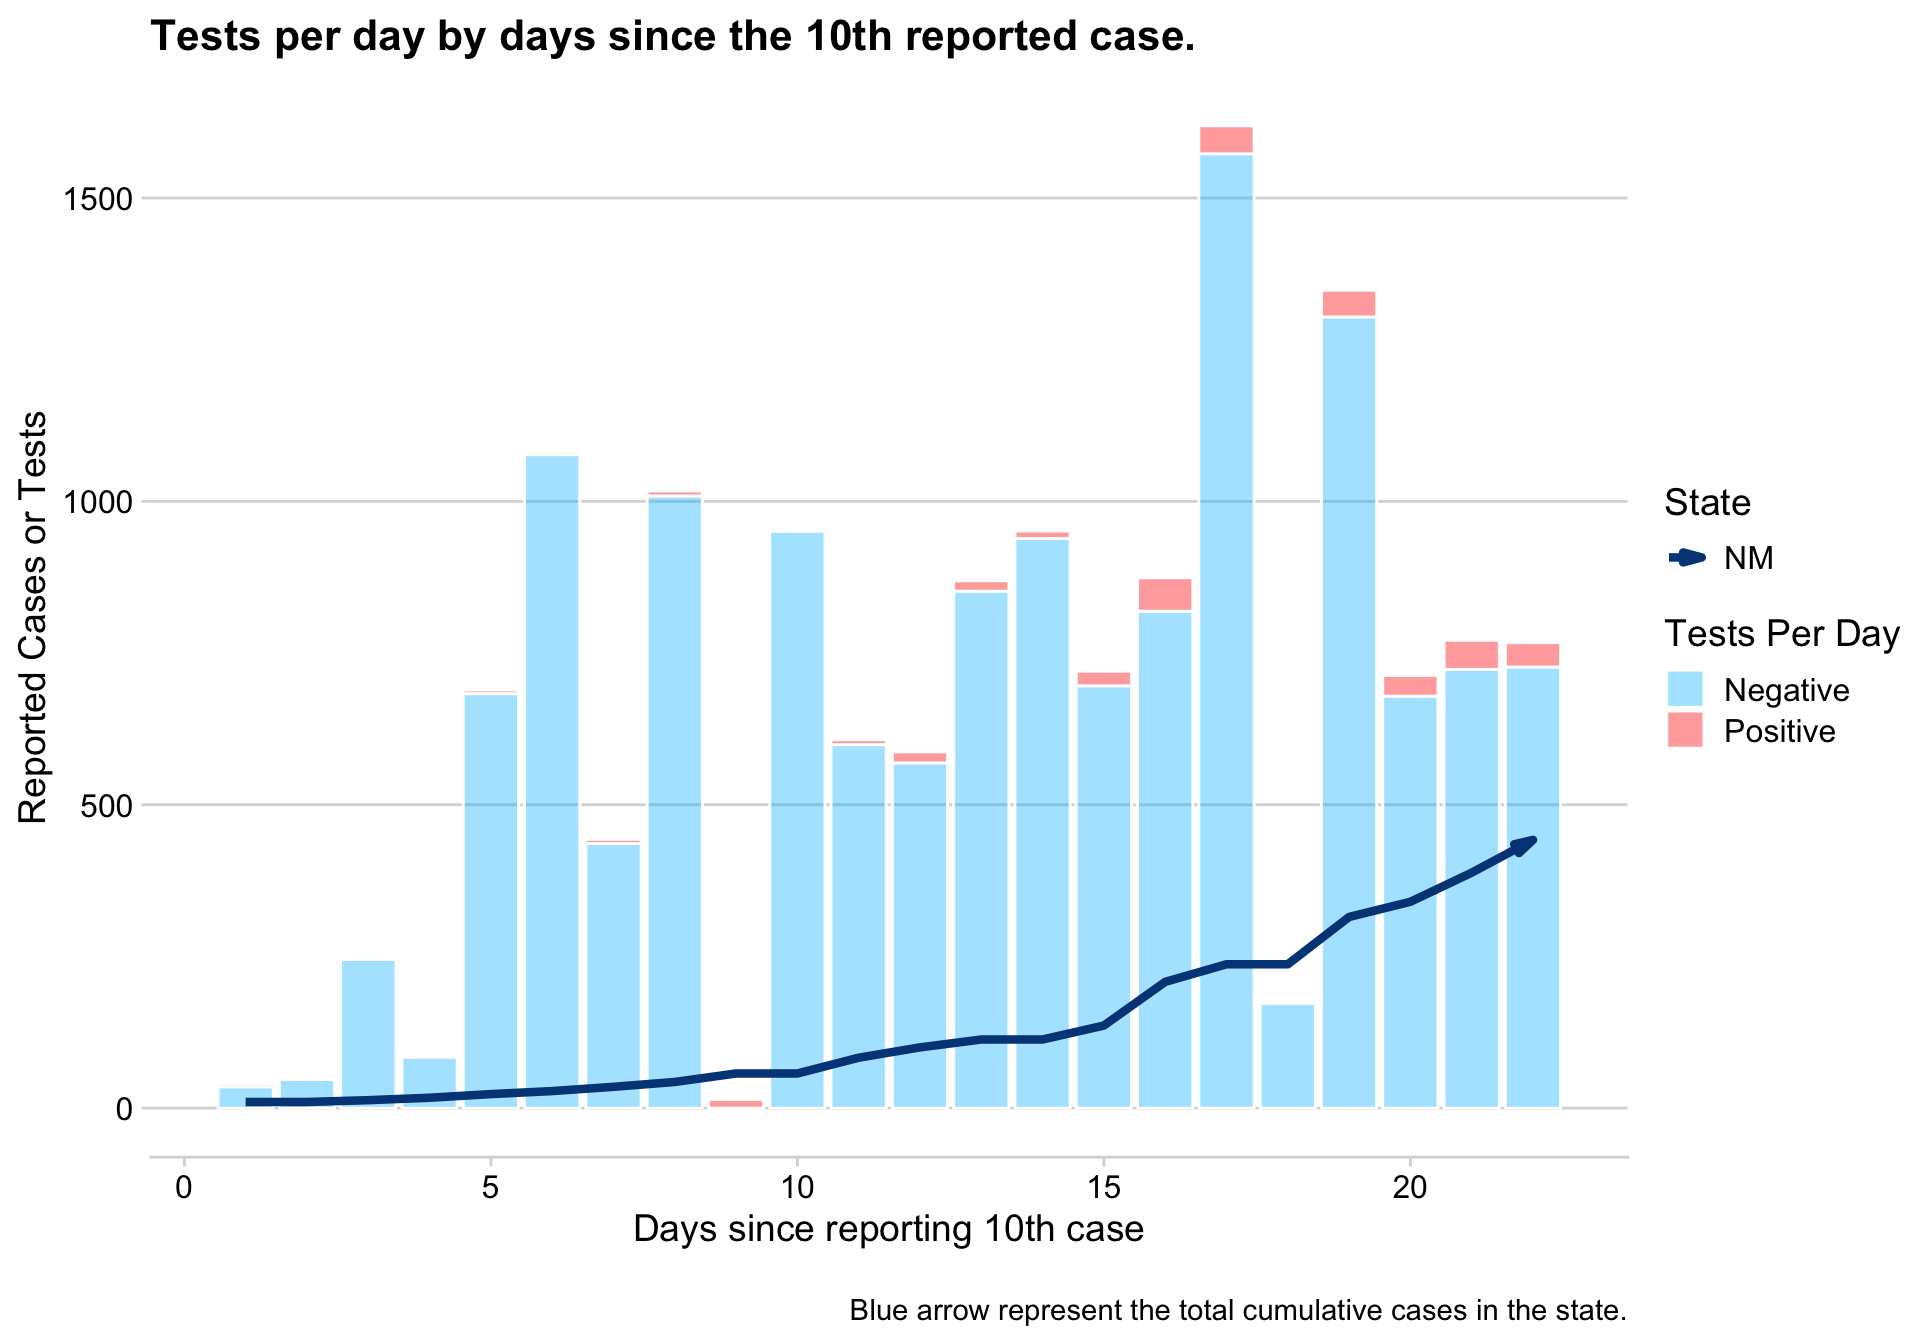 Tests per day by days since the 10th reported case.
Reported Cases or Tests
1500
1000
500
0
0 5 10 15 20
Days since reporting 10th case
State
NM
Tests Per Day
Negative
Positive
Blue arrow represent the total cumulative cases in the state.